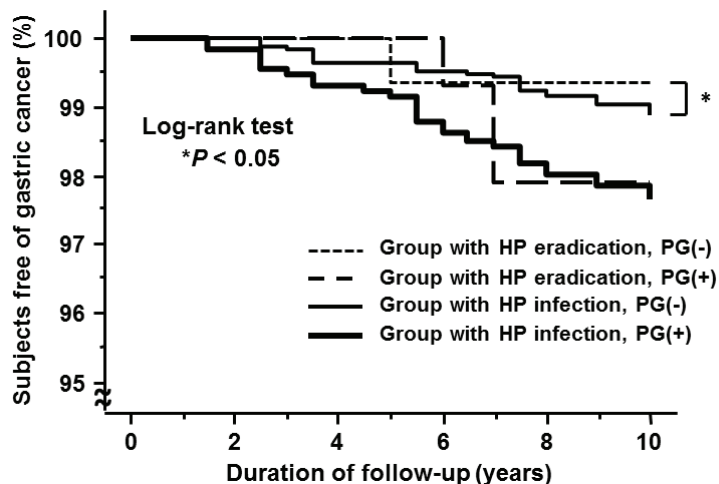 Subjects free of gastric cancer (%)
100
99
98
97
96
95
Log-rank test
*P < 0.05
*
Group with HP eradication, PG(-)
Group with HP eradication, PG(+)
Group with HP infection, PG(-)
Group with HP infection, PG(+)
0 2 4 6 8 10
Duration of follow-up (years)